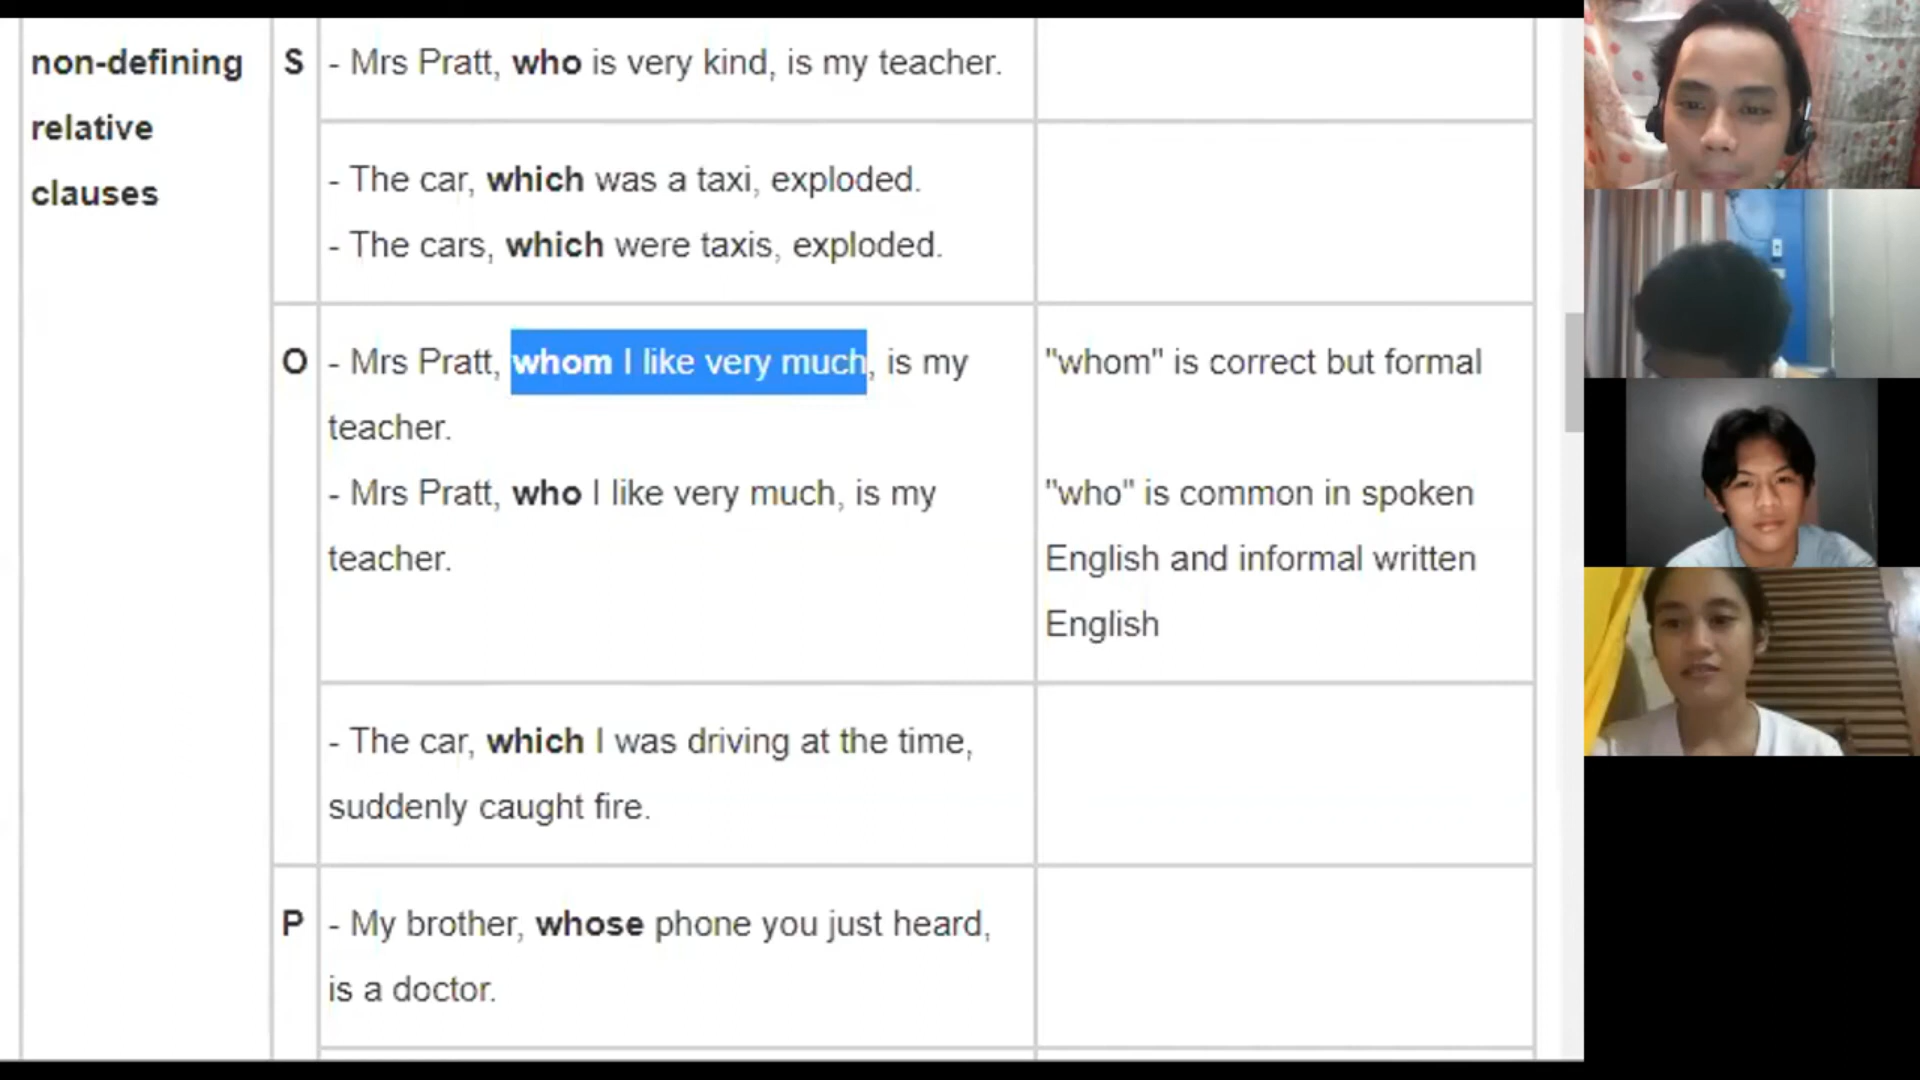 non-defining
relative
clauses
S
- Mrs Pratt, who is very kind, is my teacher.
- The car, which was a taxi, exploded.
- The cars, which were taxis, exploded.
O
- Mrs Pratt, whom I like very much, is my
teacher.
- Mrs Pratt, who I like very much, is my
teacher.
"whom" is correct but formal
"who" is common in spoken
English and informal written
English
- The car, which I was driving at the time,
suddenly caught fire.
P
- My brother, whose phone you just heard,
is a doctor.